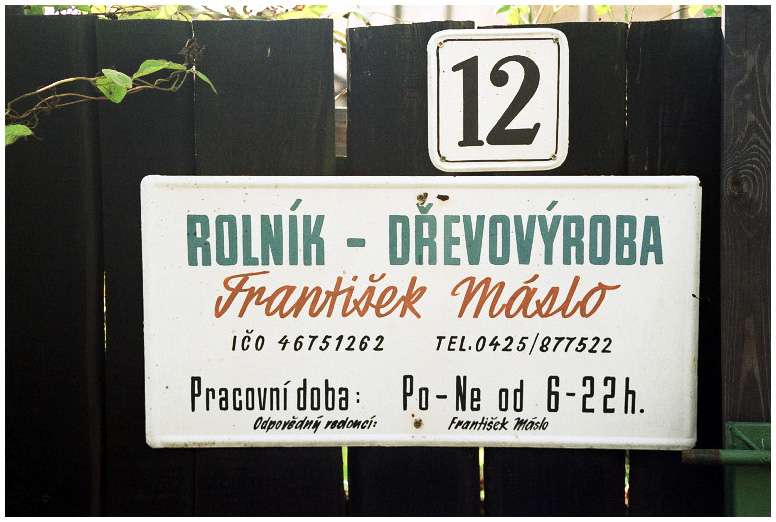 12
ROLNÍK - DŘEVOVÝROBA
František Máslo
IČO 46751262 TEL.0425/877522
Pracovní doba: Po-Ne od 6-22h.
Odpovědný vedoucí: František Máslo